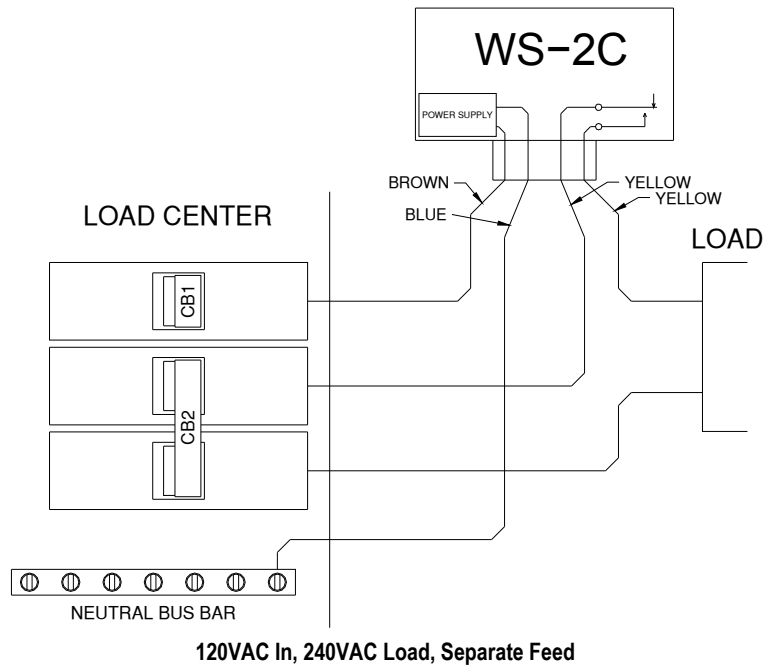 WS-2C
POWER SUPPLY
BROWN
YELLOW
YELLOW
BLUE
LOAD CENTER
LOAD
CB1
CB2
NEUTRAL BUS BAR
120VAC In, 240VAC Load, Separate Feed